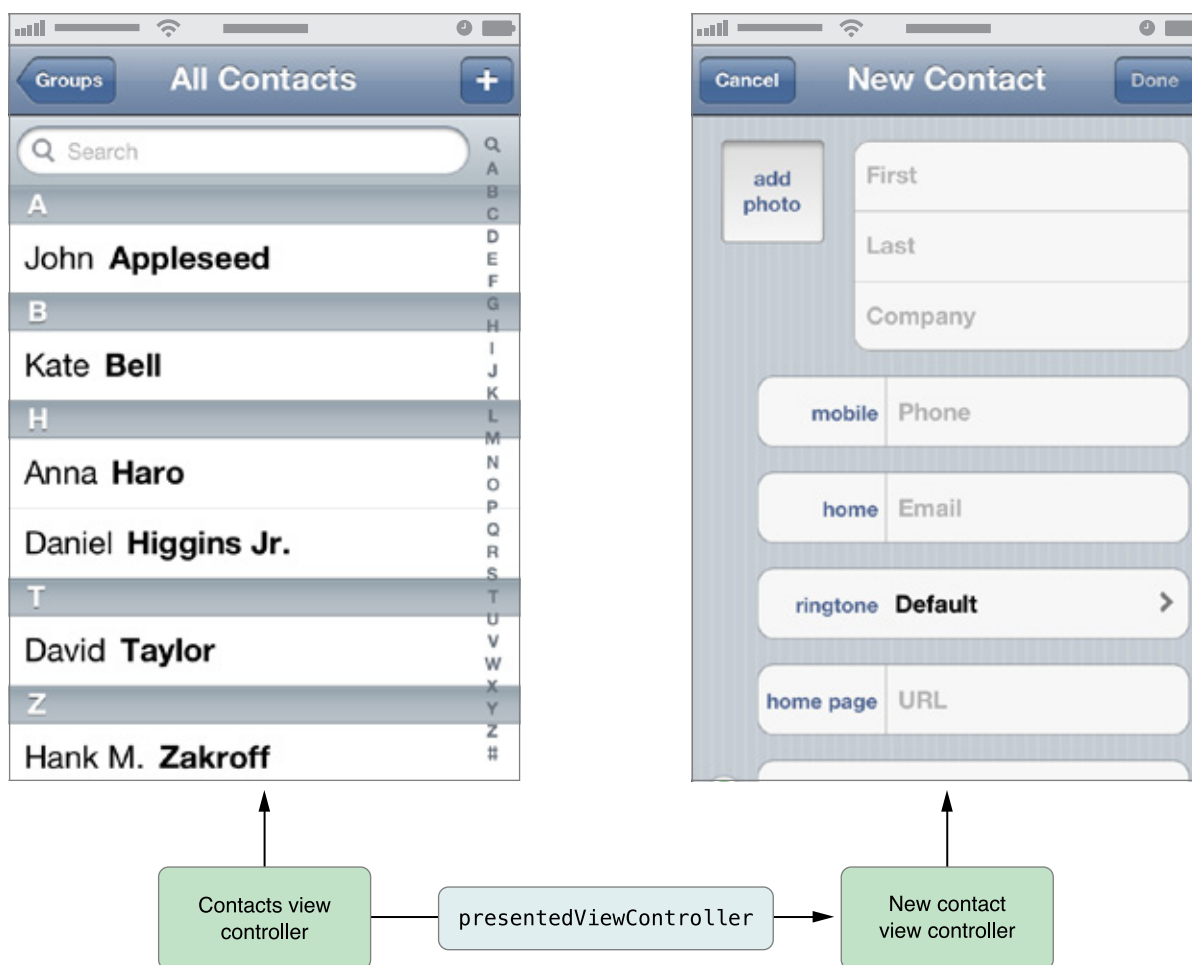 Groups
All Contacts
+
Search
A
John Appleseed
B
Kate Bell
H
Anna Haro
Daniel Higgins Jr.
T
David Taylor
Z
Hank M. Zakroff
A
B
C
D
E
F
G
H
I
J
K
L
M
N
O
P
Q
R
S
T
U
V
W
X
Y
Z
#
Cancel
New Contact
Done
add
photo
First
Last
Company
mobile Phone
home Email
ringtone Default
home page URL
Contacts view
controller
presentedViewController
New contact
view controller